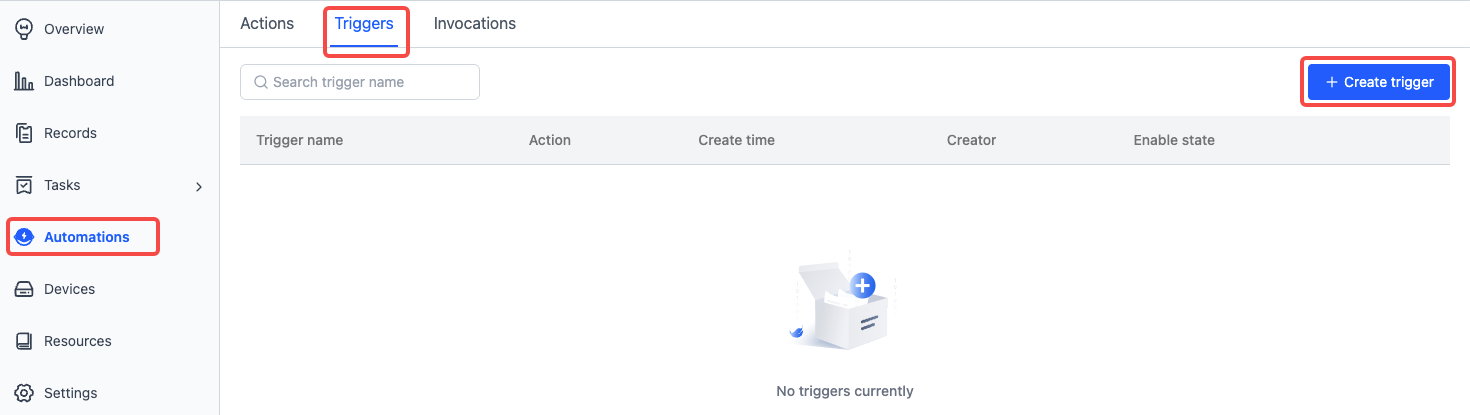 Overview
Dashboard
Records
Tasks
Automations
Devices
Resources
Settings
Actions Triggers Invocations
Search trigger name
Create trigger
Trigger name Action Create time Creator Enable state
No triggers currently